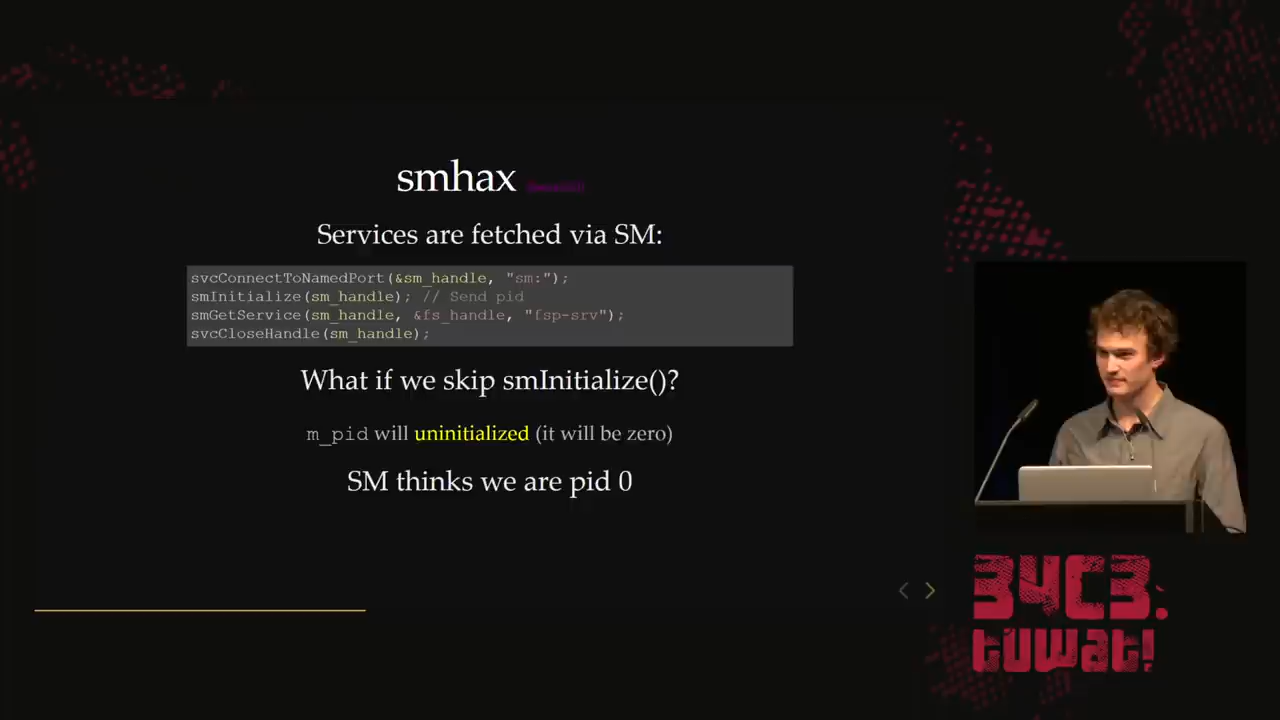 smhax
Services are fetched via SM:
svcConnectToNamedPort(&sm_handle, "sm:");
smInitialize(sm_handle); // Send pid
smGetService(sm_handle, &fs_handle, "fsp-srv");
svcCloseHandle(sm_handle);
What if we skip smInitialize()?
m_pid will uninitialized (it will be zero)
SM thinks we are pid 0
34C3.
tuwat!